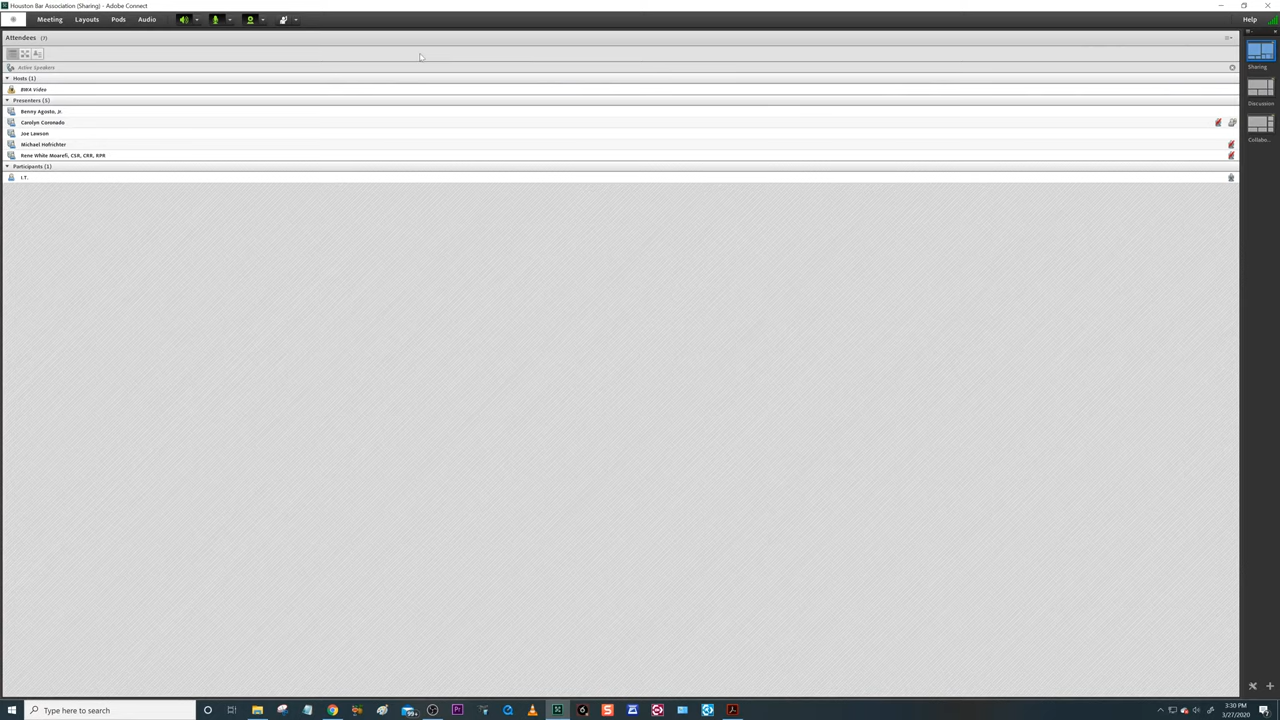 Houston Bar Association (Sharing) - Adobe Connect
Meeting Layouts Pods Audio Help
Attendees (7)
Active Speakers
Sharing
Hosts (1)
BWA Video
Presenters (5)
Discussion
Benny Agosto, Jr.
Carolyn Coronado
Joe Lawson
Collabo...
Michael Hofrichter
Rene White Moarefi, CSR, CRR, RPR
Participants (1)
I.T.
Type here to search
99+
3:30 PM
3/27/2020